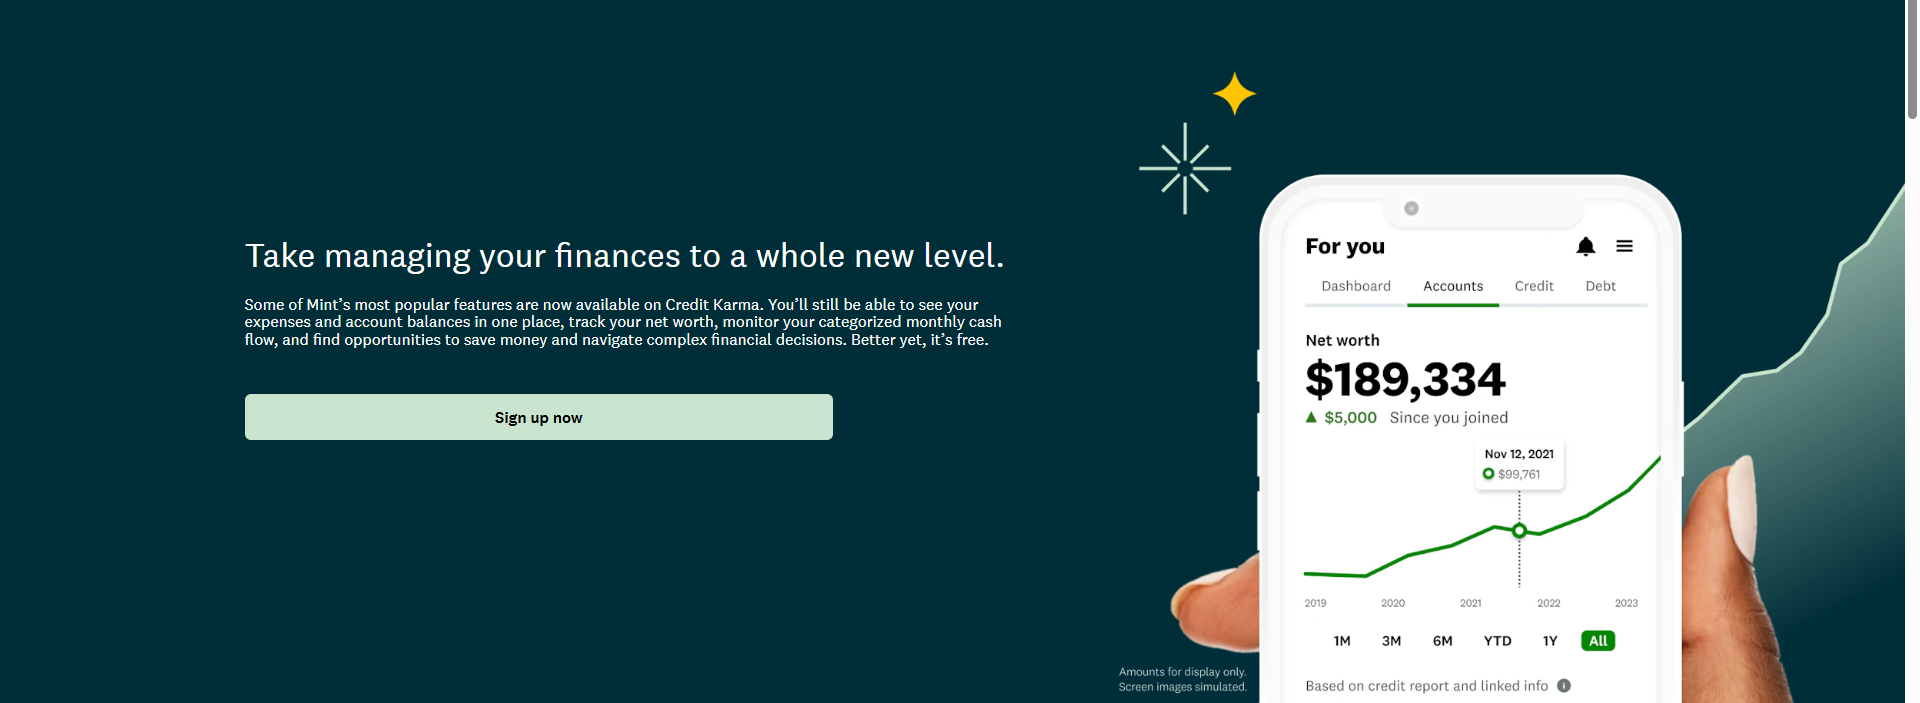 Take managing your finances to a whole new level.
Some of Mint’s most popular features are now available on Credit Karma. You’ll still be able to see your
expenses and account balances in one place, track your net worth, monitor your categorized monthly cash
flow, and find opportunities to save money and navigate complex financial decisions. Better yet, it’s free.
Sign up now
For you
Dashboard Accounts Credit Debt
Net worth
$189,334
▲ $5,000 Since you joined
Nov 12, 2021
$99,761
2019 2020 2021 2022 2023
1M 3M 6M YTD 1Y All
Based on credit report and linked info i
Amounts for display only.
Screen images simulated.